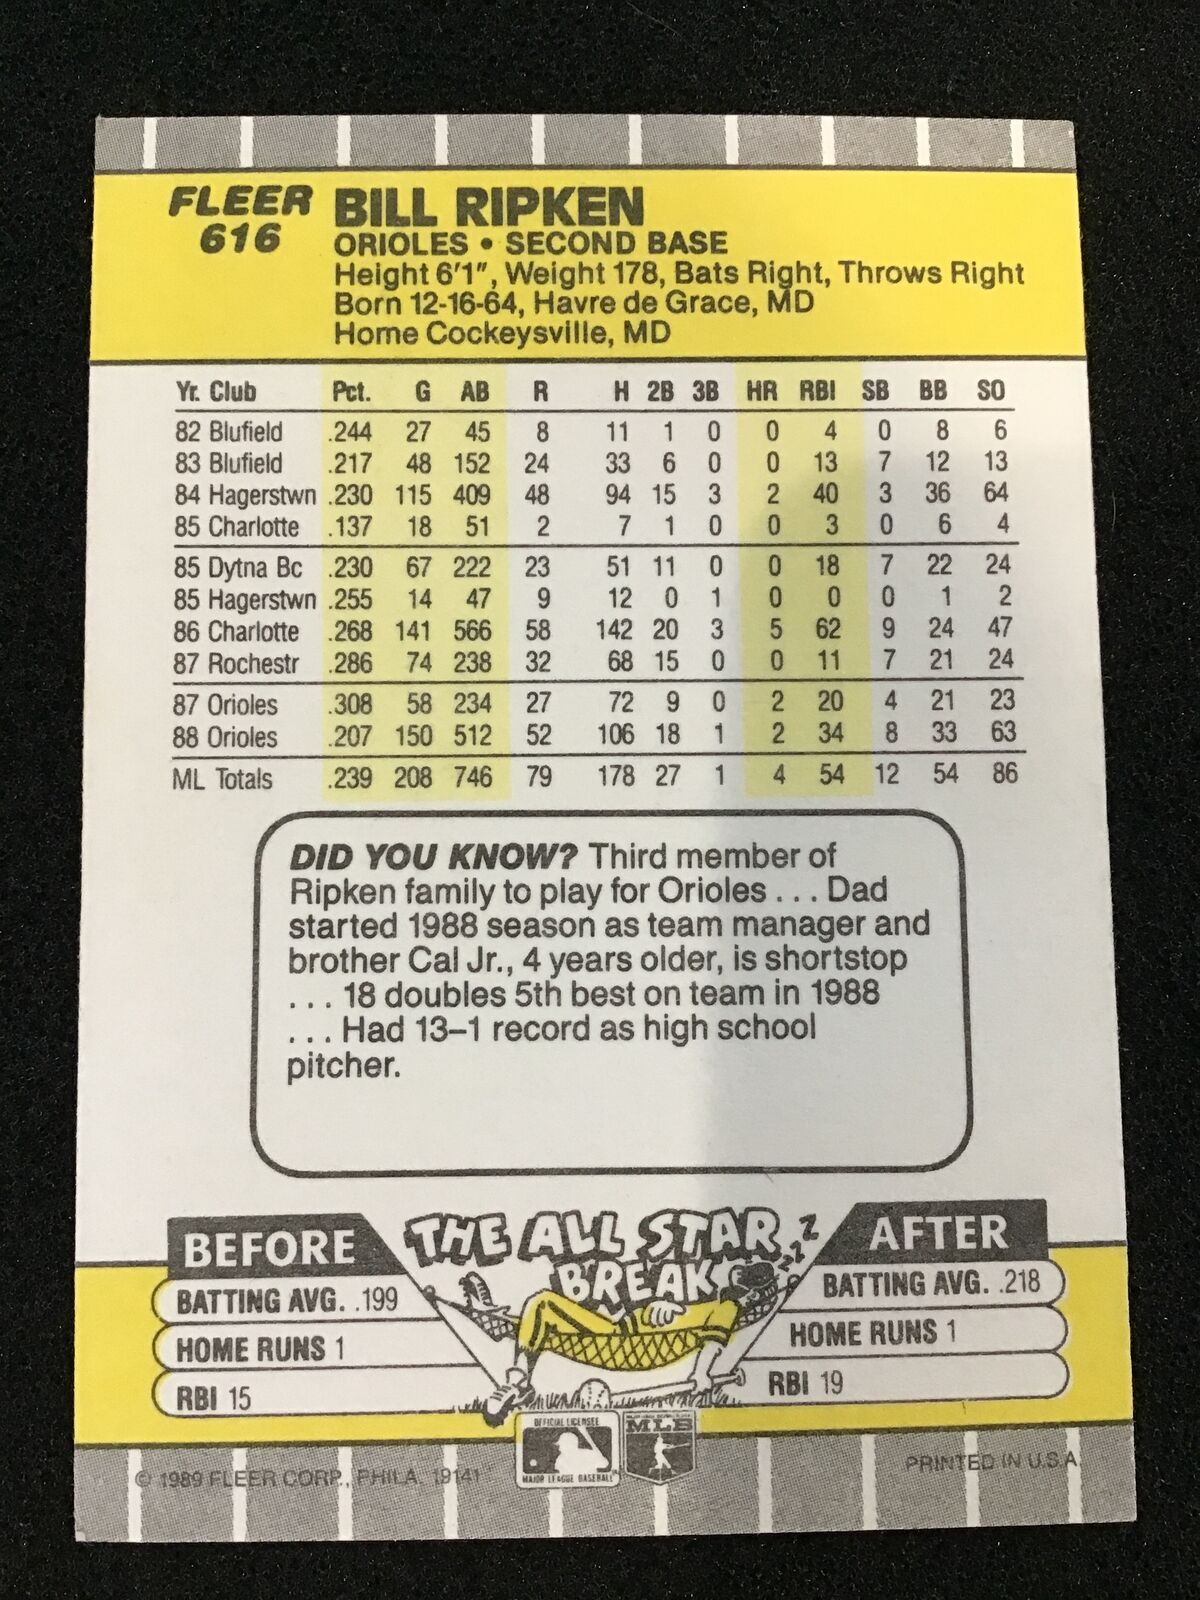 FLEER
616
BILL RIPKEN
ORIOLES • SECOND BASE
Height 6'1", Weight 178, Bats Right, Throws Right
Born 12-16-64, Havre de Grace, MD
Home Cockeysville, MD
Yr. Club Pct. G AB R H 2B 3B HR RBI SB BB SO
82 Blufield .244 27 45 8 11 1 0 0 4 0 8 6
83 Blufield .217 48 152 24 33 6 0 0 13 7 12 13
84 Hagerstwn .230 115 409 48 94 15 3 2 40 3 36 64
85 Charlotte .137 18 51 2 7 1 0 0 3 0 6 4
85 Dytna Bc .230 67 222 23 51 11 0 0 18 7 22 24
85 Hagerstwn .255 14 47 9 12 0 1 0 0 0 1 2
86 Charlotte .268 141 566 58 142 20 3 5 62 9 24 47
87 Rochestr .286 74 238 32 68 15 0 0 11 7 21 24
87 Orioles .308 58 234 27 72 9 0 2 20 4 21 23
88 Orioles .207 150 512 52 106 18 1 2 34 8 33 63
ML Totals .239 208 746 79 178 27 1 4 54 12 54 86
DID YOU KNOW? Third member of
Ripken family to play for Orioles . . . Dad
started 1988 season as team manager and
brother Cal Jr., 4 years older, is shortstop
. . . 18 doubles 5th best on team in 1988
. . . Had 13–1 record as high school
pitcher.
THE ALL STAR
BREAK
zzZZ
BEFORE
BATTING AVG. .199
HOME RUNS 1
RBI 15
AFTER
BATTING AVG. .218
HOME RUNS 1
RBI 19
OFFICIAL LICENSEE
MAJOR LEAGUE BASEBALL
MLB
© 1989 FLEER CORP., PHILA. 19141
PRINTED IN U.S.A.